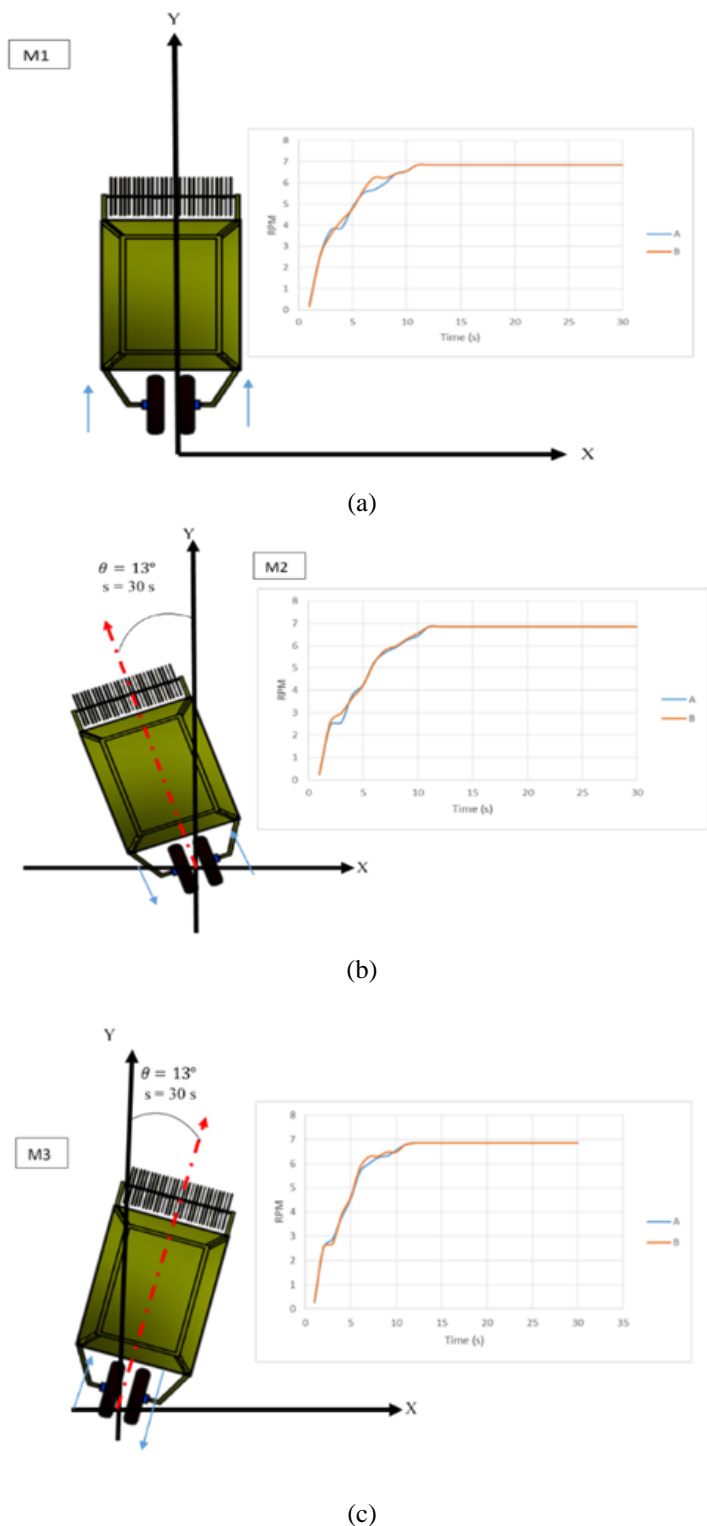 M1
Y
8
7
6
5
4
3
2
1
0
RPM
0 5 10 15 20 25 30
Time (s)
A
B
X
(a)
Y
θ = 13°
s = 30 s
M2
8
7
6
5
4
3
2
1
0
RPM
0 5 10 15 20 25 30
Time (s)
A
B
X
(b)
Y
θ = 13°
s = 30 s
M3
8
7
6
5
4
3
2
1
0
RPM
0 5 10 15 20 25 30 35
Time (s)
A
B
X
(c)